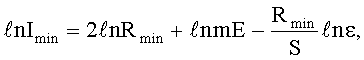 ℓnI_min = 2ℓnR_min + ℓnmE − R_min/S ℓnε,